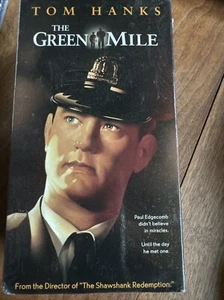 TOM HANKS
THE
GREEN MILE
Paul Edgecomb
didn't believe
in miracles.
Until the day
he met one.
From the Director of "The Shawshank Redemption."